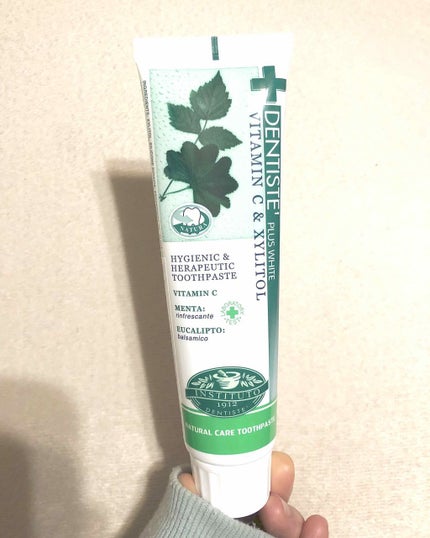 DENTISTE' PLUS WHITE
VITAMIN C & XYLITOL
NATURA
HYGIENIC &
HERAPEUTIC
TOOTHPASTE
VITAMIN C
MENTA:
rinfrescante
EUCALIPTO:
balsamico
INSTITUTO
1912
DENTISTE'
NATURAL CARE TOOTHPASTE